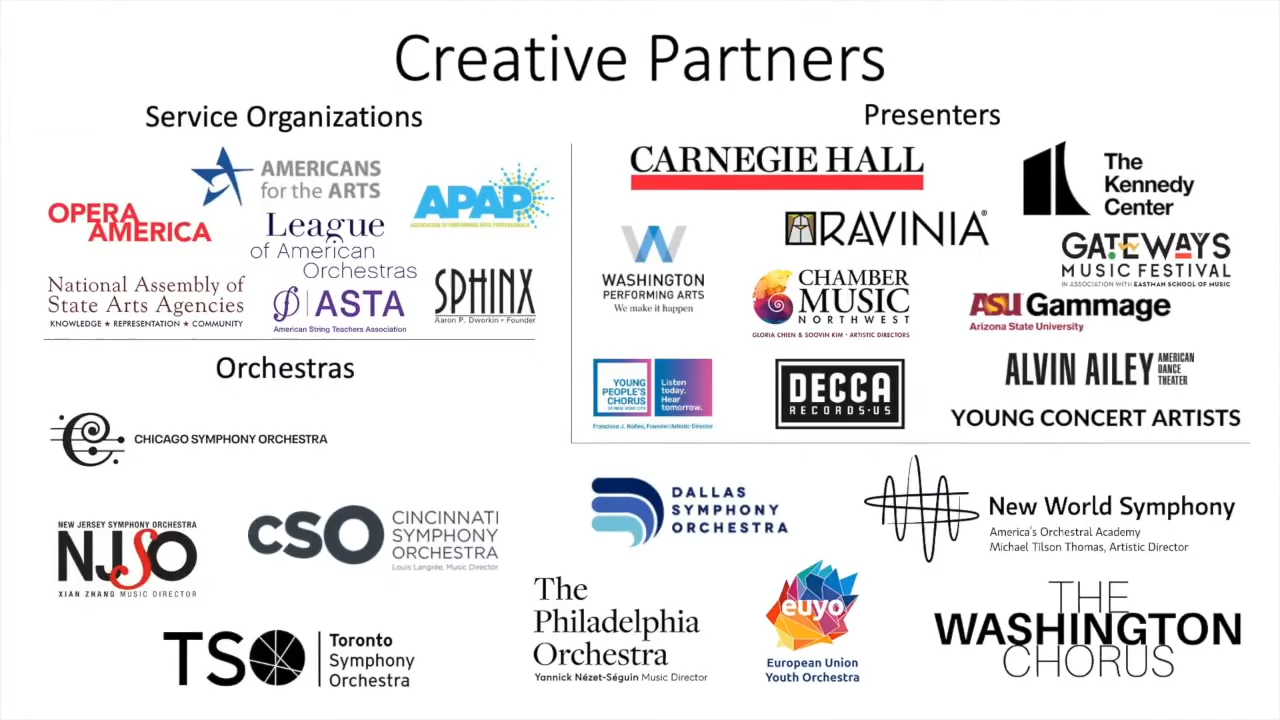 Creative Partners
Service Organizations
AMERICANS
for the ARTS
OPERA
AMERICA
APAP
ASSOCIATION OF PERFORMING ARTS PROFESSIONALS
League
of American
Orchestras
National Assembly of
State Arts Agencies
KNOWLEDGE ★ REPRESENTATION ★ COMMUNITY
ASTA
American String Teachers Association
SPHINX
Aaron P. Dworkin • Founder
Presenters
CARNEGIE HALL
The
Kennedy
Center
RAVINIA®
WASHINGTON
PERFORMING ARTS
We make it happen
GATEWAYS
MUSIC FESTIVAL
IN ASSOCIATION WITH EASTMAN SCHOOL OF MUSIC
CHAMBER
MUSIC
NORTHWEST
GLORIA CHIEN & SOOVIN KIM • ARTISTIC DIRECTORS
ASU Gammage
Arizona State University
YOUNG
PEOPLE'S
CHORUS
OF NEW YORK CITY
Listen
today.
Hear
tomorrow.
Francisco J. Núñez, Founder/Artistic Director
DECCA
RECORDS·US
ALVIN AILEY AMERICAN
DANCE
THEATER
YOUNG CONCERT ARTISTS
Orchestras
CHICAGO SYMPHONY ORCHESTRA
NEW JERSEY SYMPHONY ORCHESTRA
NJSO
XIAN ZHANG MUSIC DIRECTOR
CSO
CINCINNATI
SYMPHONY
ORCHESTRA
Louis Langrée, Music Director
DALLAS
SYMPHONY
ORCHESTRA
New World Symphony
America's Orchestral Academy
Michael Tilson Thomas, Artistic Director
TSO
Toronto
Symphony
Orchestra
The
Philadelphia
Orchestra
Yannick Nézet-Séguin Music Director
euyo
European Union
Youth Orchestra
THE
WASHINGTON
CHORUS